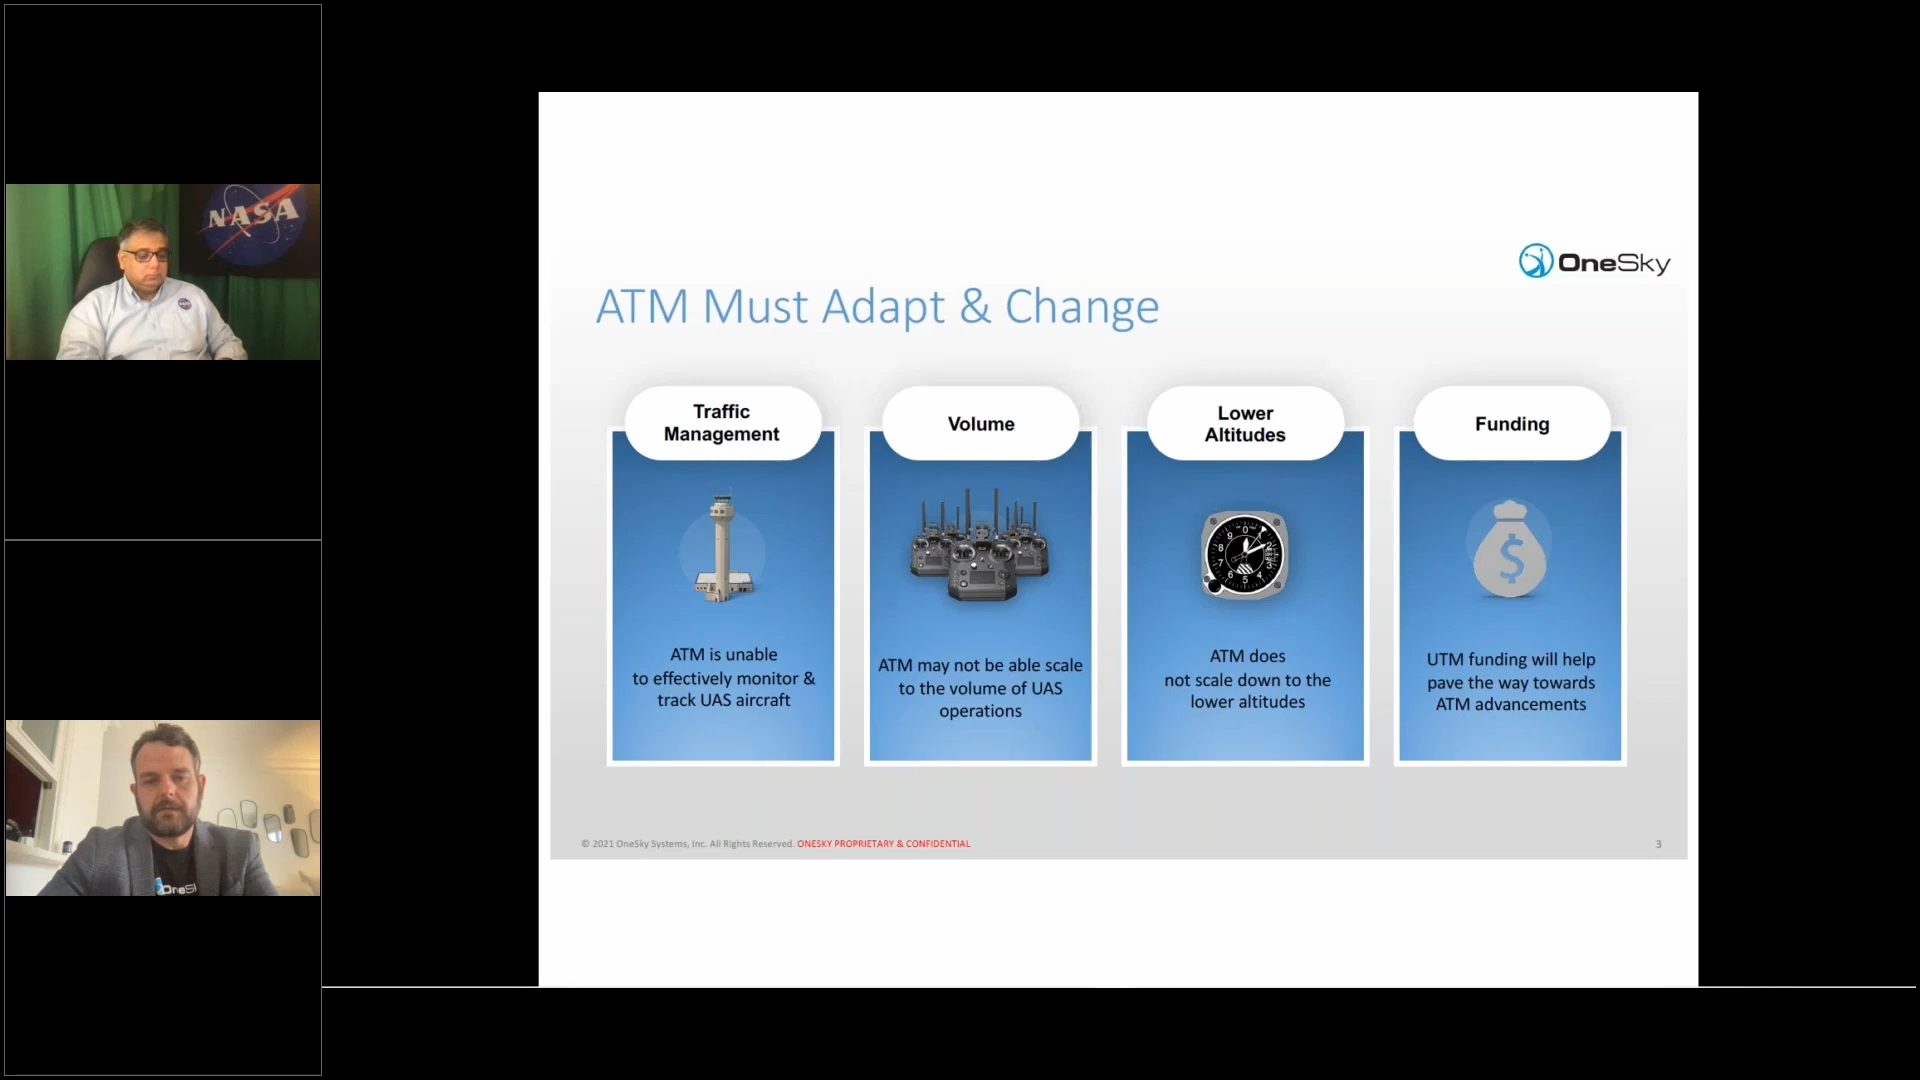 NASA
OneSky
ATM Must Adapt & Change
Traffic
Management
ATM is unable
to effectively monitor &
track UAS aircraft
Volume
ATM may not be able scale
to the volume of UAS
operations
Lower
Altitudes
ATM does
not scale down to the
lower altitudes
Funding
$
UTM funding will help
pave the way towards
ATM advancements
© 2021 OneSky Systems, Inc. All Rights Reserved. ONESKY PROPRIETARY & CONFIDENTIAL
3
OneS